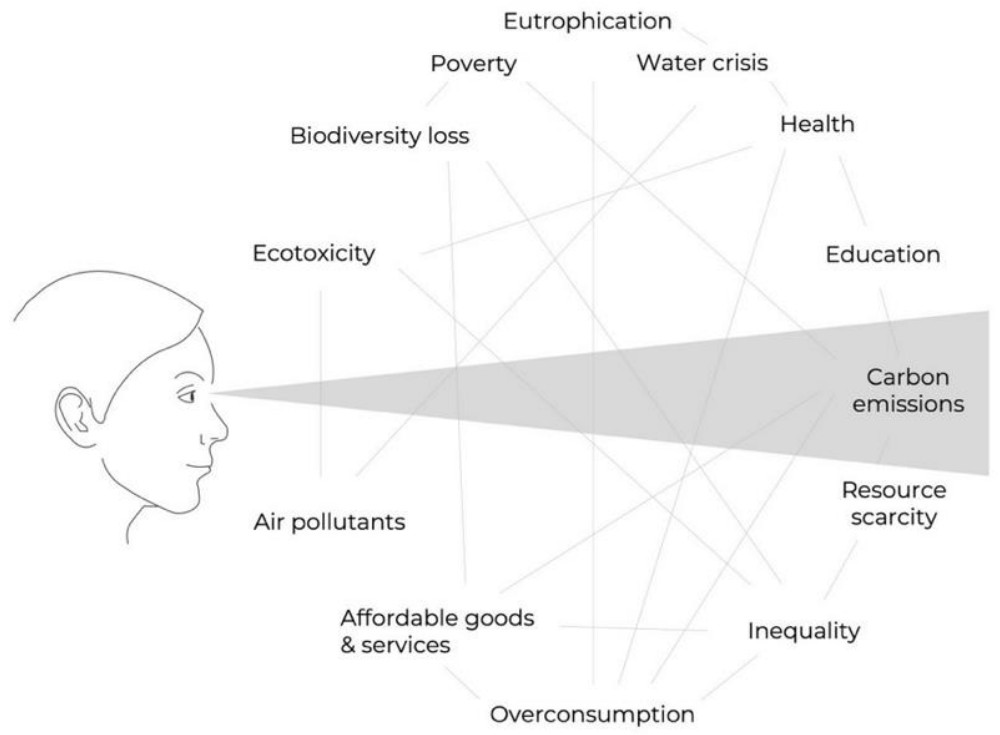 Eutrophication
Poverty
Water crisis
Health
Biodiversity loss
Ecotoxicity
Education
Carbon
emissions
Resource
scarcity
Air pollutants
Affordable goods
& services
Inequality
Overconsumption